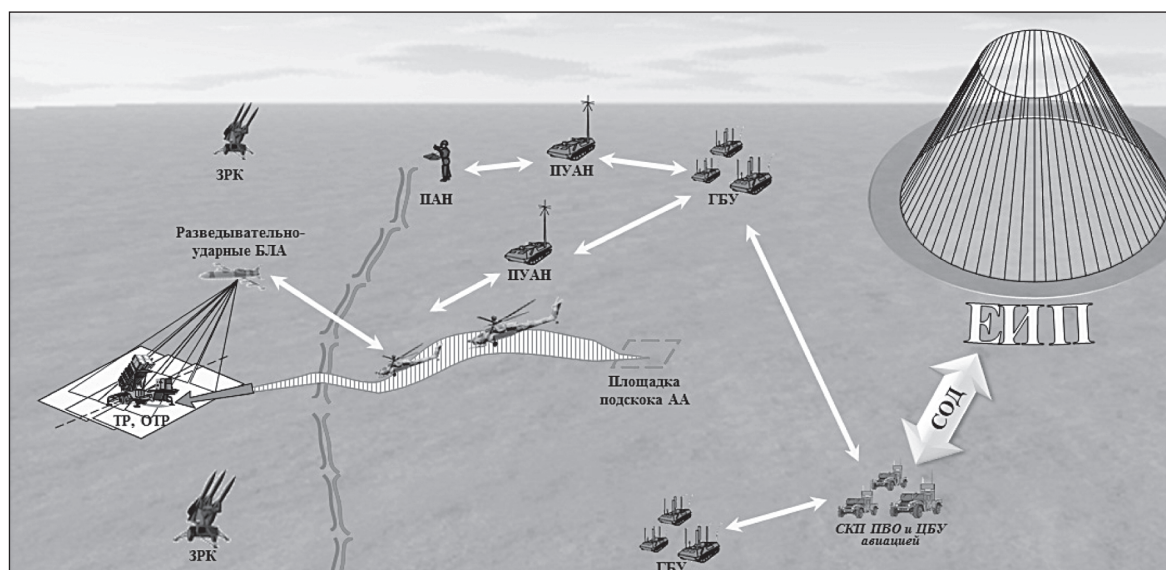 ЗРК
ПАН
ПУАН
ГБУ
Разведывательно-
ударные БЛА
ПУАН
ЕИП
Площадка
подскока АА
СОД
ТР, ОТР
ЗРК
СКП ПВО и ЦБУ
авиацией
ГБУ